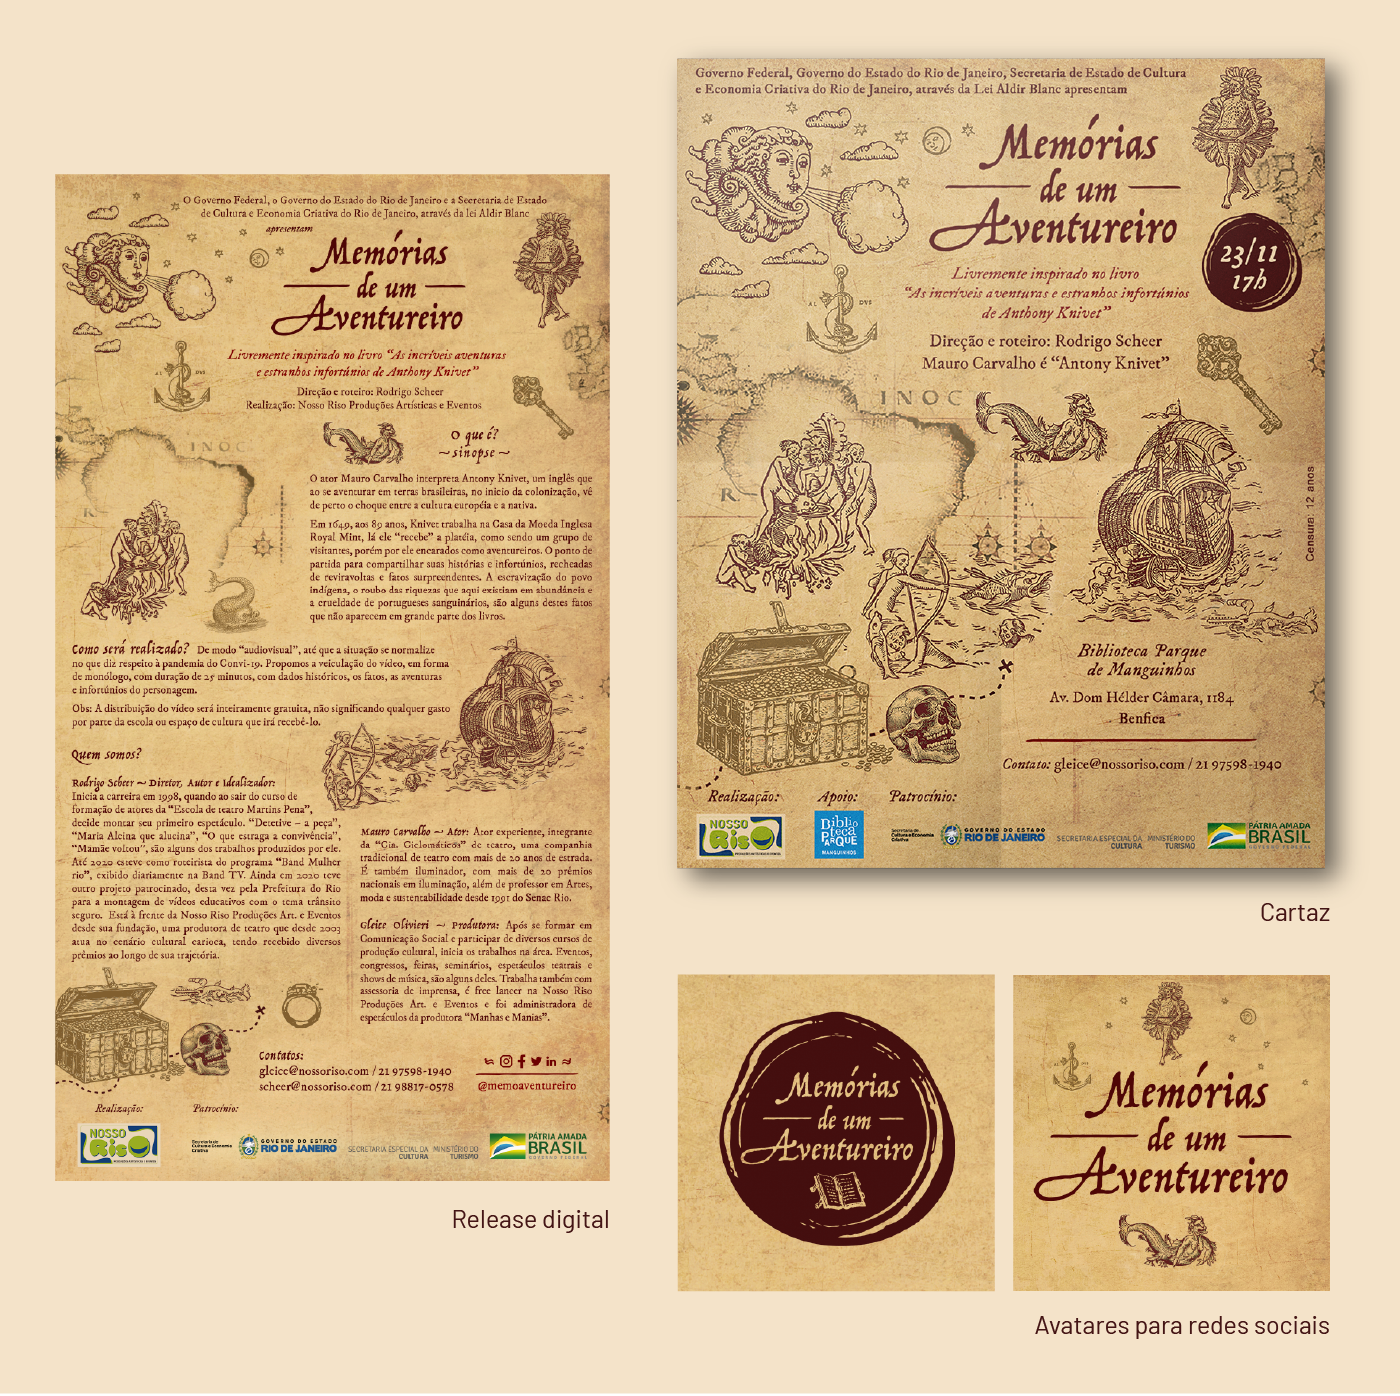 O Governo Federal, o Governo do Estado do Rio de Janeiro e a Secretaria de Estado
de Cultura e Economia Criativa do Rio de Janeiro, através da lei Aldir Blanc
apresentam
Memórias
de um
Aventureiro
Livremente inspirado no livro “As incríveis aventuras
e estranhos infortúnios de Anthony Knivet”
Direção e roteiro: Rodrigo Scheer
Realização: Nosso Riso Produções Artísticas e Eventos
INOC
O que é?
~ sinopse ~
O ator Mauro Carvalho interpreta Antony Knivet, um inglês que
ao se aventurar em terras brasileiras, no início da colonização, vê
de perto o choque entre a cultura européia e a nativa.
Em 1649, aos 89 anos, Knivet trabalha na Casa da Moeda Inglesa
Royal Mint, lá ele “recebe” a platéia, como sendo um grupo de
visitantes, porém por ele encarados como aventureiros. O ponto de
partida para compartilhar suas histórias e infortúnios, recheadas
de reviravoltas e fatos surpreendentes. A escravização do povo
indígena, o roubo das riquezas que aqui existiam em abundância e
a crueldade de portugueses sanguinários, são alguns destes fatos
que não aparecem em grande parte dos livros.
Como será realizado? De modo “audiovisual”, até que a situação se normalize
no que diz respeito à pandemia do Convi-19. Propomos a veiculação do vídeo, em forma
de monólogo, com duração de 25 minutos, com dados históricos, os fatos, as aventuras
e infortúnios do personagem.
Obs: A distribuição do vídeo será inteiramente gratuita, não significando qualquer gasto
por parte da escola ou espaço de cultura que irá recebê-lo.
Quem somos?
Rodrigo Scheer ~ Diretor, Autor e Idealizador:
Inicia a carreira em 1998, quando ao sair do curso de
formação de atores da “Escola de teatro Martins Pena”,
decide montar seu primeiro espetáculo. “Detetive – a peça”,
“Maria Alcina que alucina”, “O que estraga a convivência”,
“Mamãe voltou”, são alguns dos trabalhos produzidos por ele.
Até 2020 esteve como roteirista do programa “Band Mulher
rio”, exibido diariamente na Band TV. Ainda em 2020 teve
outro projeto patrocinado, desta vez pela Prefeitura do Rio
para a montagem de vídeos educativos com o tema trânsito
seguro. Está à frente da Nosso Riso Produções Art. e Eventos
desde sua fundação, uma produtora de teatro que desde 2003
atua no cenário cultural carioca, tendo recebido diversos
prêmios ao longo de sua trajetória.
Mauro Carvalho ~ Ator: Ator experiente, integrante
da “Cia. Ciclomáticos” de teatro, uma companhia
tradicional de teatro com mais de 20 anos de estrada.
É também iluminador, com mais de 20 prêmios
nacionais em iluminação, além de professor em Artes,
moda e sustentabilidade desde 1991 do Senac Rio.
Gleice Olivieri ~ Produtora: Após se formar em
Comunicação Social e participar de diversos cursos de
produção cultural, inicia os trabalhos na área. Eventos,
congressos, feiras, seminários, espetáculos teatrais e
shows de música, são alguns deles. Trabalha também com
assessoria de imprensa, é free lancer na Nosso Riso
Produções Art. e Eventos e foi administradora de
espetáculos da produtora “Manhas e Manias”.
Contatos:
gleice@nossoriso.com / 21 97598-1940
scheer@nossoriso.com / 21 98817-0578
@memoaventureiro
Realização:
Patrocínio:
NOSSO
RISO
Secretaria de
Cultura e Economia
Criativa
GOVERNO DO ESTADO
RIO DE JANEIRO
SECRETARIA ESPECIAL DA
CULTURA
MINISTÉRIO DO
TURISMO
PÁTRIA AMADA
BRASIL
GOVERNO FEDERAL
Release digital
Governo Federal, Governo do Estado do Rio de Janeiro, Secretaria de Estado de Cultura
e Economia Criativa do Rio de Janeiro, através da Lei Aldir Blanc apresentam
Memórias
de um
Aventureiro
23/11
17h
Livremente inspirado no livro
“As incríveis aventuras e estranhos infortúnios
de Anthony Knivet”
Direção e roteiro: Rodrigo Scheer
Mauro Carvalho é “Antony Knivet”
INOC
Censura 12 anos
Biblioteca Parque
de Manguinhos
Av. Dom Hélder Câmara, 1184
Benfica
Contato: gleice@nossoriso.com / 21 97598-1940
Realização:
Apoio:
Patrocínio:
NOSSO
RISO
Biblio
teca
PARQUE
MANGUINHOS
Secretaria de
Cultura e Economia
Criativa
GOVERNO DO ESTADO
RIO DE JANEIRO
SECRETARIA ESPECIAL DA
CULTURA
MINISTÉRIO DO
TURISMO
PÁTRIA AMADA
BRASIL
GOVERNO FEDERAL
Cartaz
Memórias
de um
Aventureiro
Memórias
de um
Aventureiro
Avatares para redes sociais